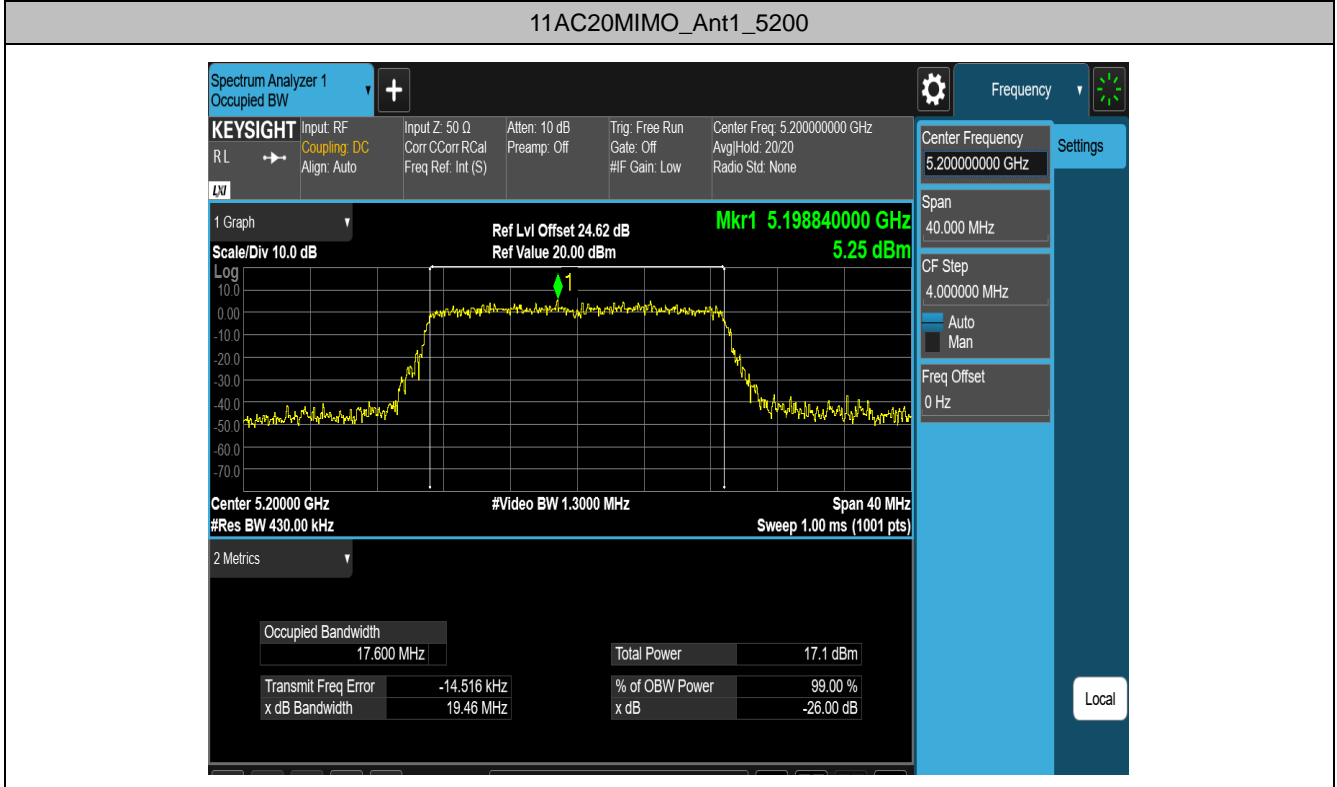 11AC20MIMO_Ant1_5200
Spectrum Analyzer 1
Occupied BW
+
Frequency
KEYSIGHT
RL
LXI
Input: RF
Coupling: DC
Align: Auto
Input Z: 50 Ω
Corr CCorr RCal
Freq Ref: Int (S)
Atten: 10 dB
Preamp: Off
Trig: Free Run
Gate: Off
#IF Gain: Low
Center Freq: 5.200000000 GHz
Avg|Hold: 20/20
Radio Std: None
Center Frequency
5.200000000 GHz
Settings
Span
40.000 MHz
CF Step
4.000000 MHz
Auto
Man
Freq Offset
0 Hz
Local
1 Graph
Scale/Div 10.0 dB
Ref Lvl Offset 24.62 dB
Ref Value 20.00 dBm
Mkr1 5.198840000 GHz
5.25 dBm
Log
10.0
0.00
-10.0
-20.0
-30.0
-40.0
-50.0
-60.0
-70.0
1
Center 5.20000 GHz
#Res BW 430.00 kHz
#Video BW 1.3000 MHz
Span 40 MHz
Sweep 1.00 ms (1001 pts)
2 Metrics
Occupied Bandwidth
17.600 MHz
Total Power 17.1 dBm
Transmit Freq Error -14.516 kHz
% of OBW Power 99.00 %
x dB Bandwidth 19.46 MHz
x dB -26.00 dB